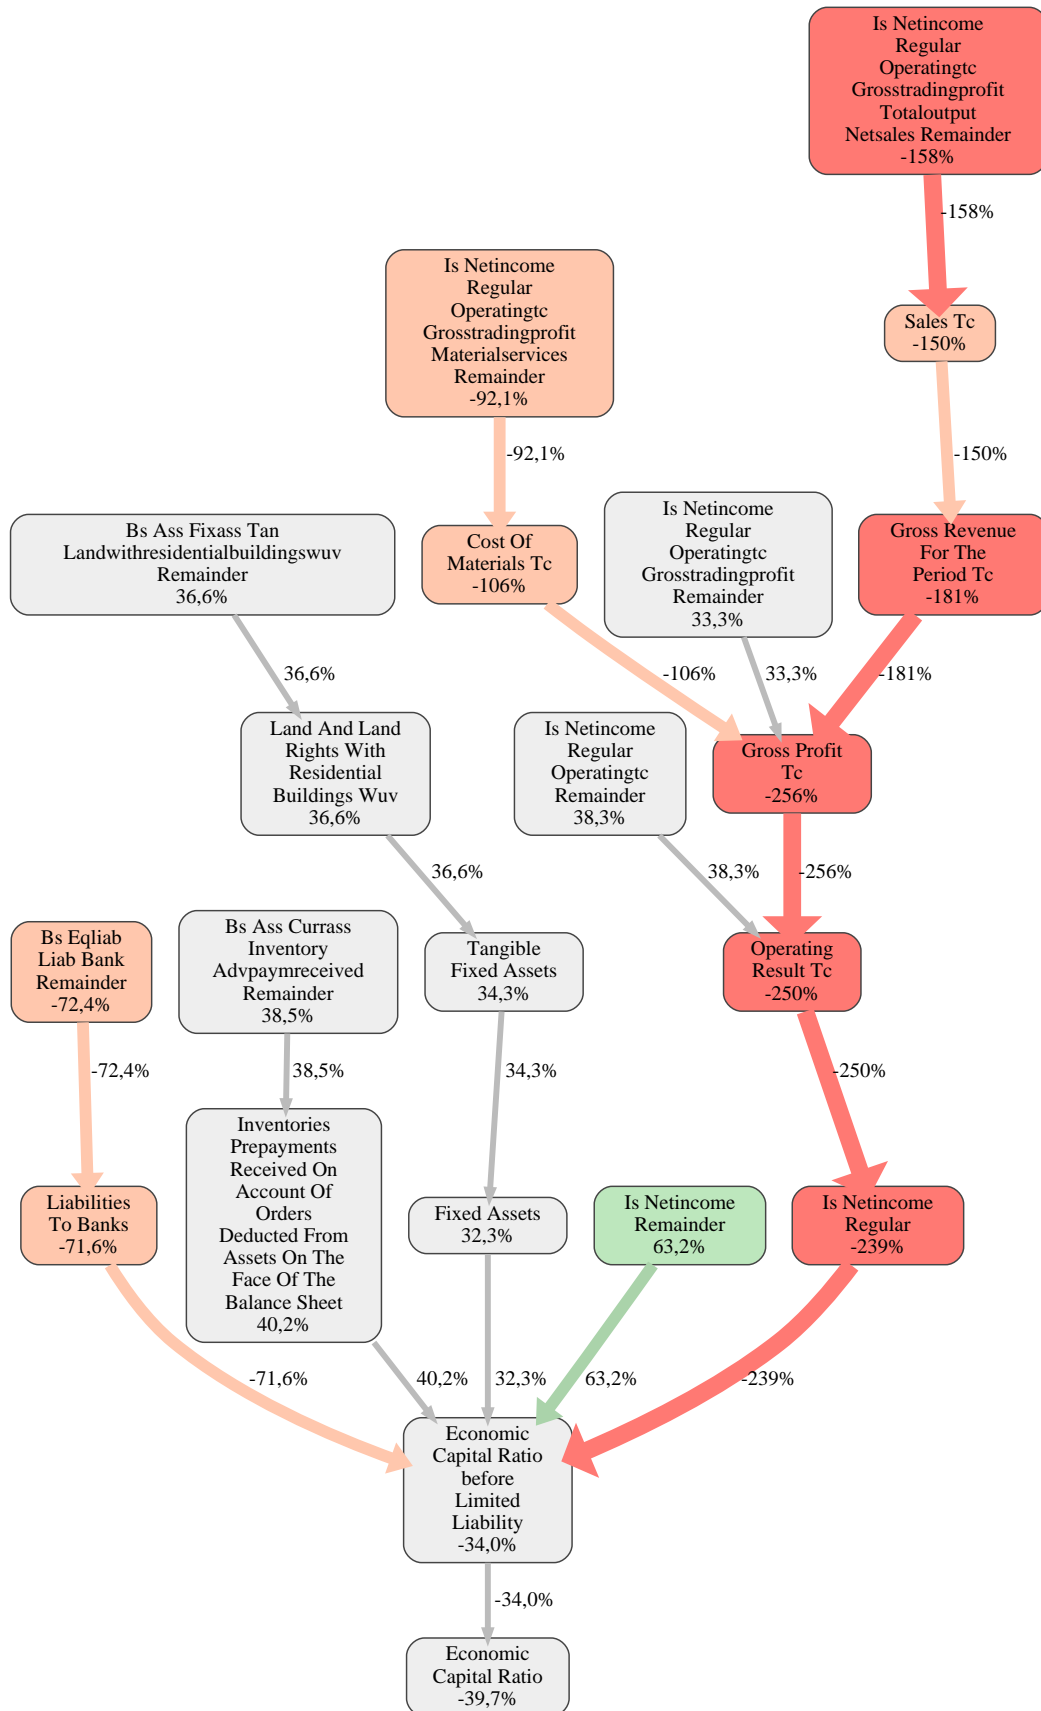 Is Netincome
Regular
Operatingtc
Grosstradingprofit
Totaloutput
Netsales Remainder
-158%
-158%
Is Netincome
Regular
Operatingtc
Grosstradingprofit
Materialservices
Remainder
-92,1%
Sales Tc
-150%
-92,1%
-150%
Bs Ass Fixass Tan
Landwithresidentialbuildingswuv
Remainder
36,6%
Cost Of
Materials Tc
-106%
Is Netincome
Regular
Operatingtc
Grosstradingprofit
Remainder
33,3%
Gross Revenue
For The
Period Tc
-181%
36,6%
-106%
33,3%
-181%
Land And Land
Rights With
Residential
Buildings Wuv
36,6%
Is Netincome
Regular
Operatingtc
Remainder
38,3%
Gross Profit
Tc
-256%
36,6%
38,3%
-256%
Bs Eqliab
Liab Bank
Remainder
-72,4%
Bs Ass Currass
Inventory
Advpaymreceived
Remainder
38,5%
Tangible
Fixed Assets
34,3%
Operating
Result Tc
-250%
-72,4%
38,5%
34,3%
-250%
Liabilities
To Banks
-71,6%
Inventories
Prepayments
Received On
Account Of
Orders
Deducted From
Assets On The
Face Of The
Balance Sheet
40,2%
Fixed Assets
32,3%
Is Netincome
Remainder
63,2%
Is Netincome
Regular
-239%
-71,6%
40,2%
32,3%
63,2%
-239%
Economic
Capital Ratio
before
Limited
Liability
-34,0%
-34,0%
Economic
Capital Ratio
-39,7%